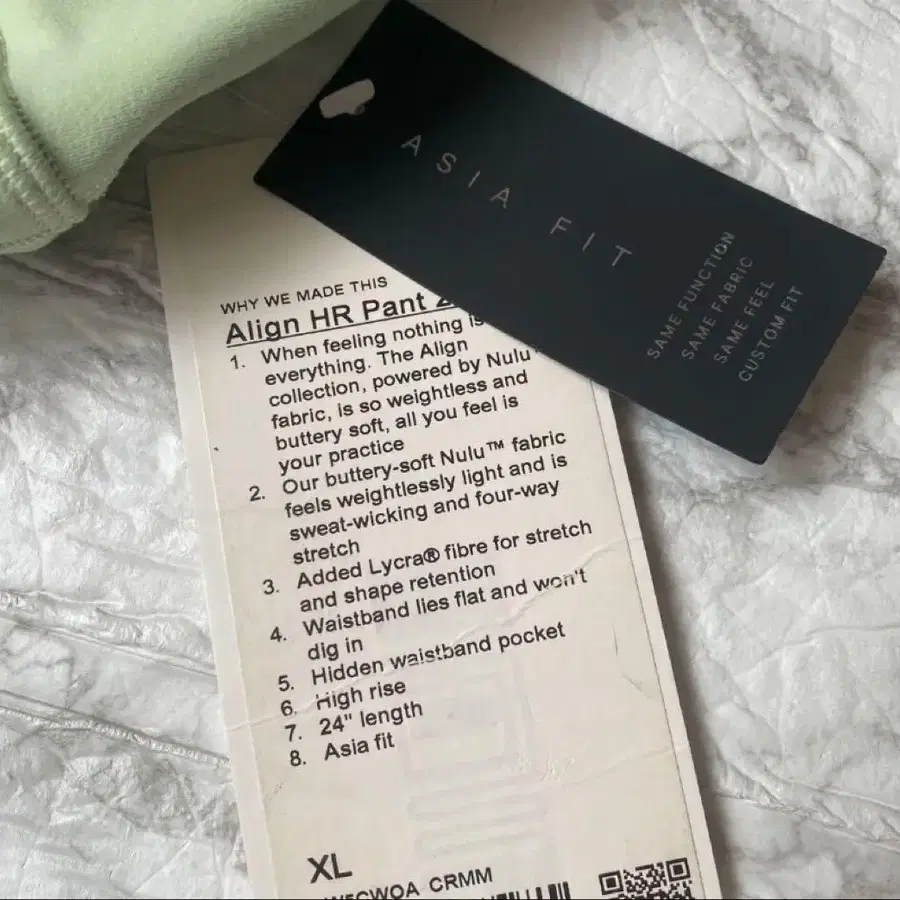 ASIA FIT
SAME FUNCTION
SAME FABRIC
SAME FEEL
CUSTOM FIT
WHY WE MADE THIS
Align HR Pant
1. When feeling nothing is
everything. The Align
collection, powered by Nulu™
fabric, is so weightless and
buttery soft, all you feel is
your practice
2. Our buttery-soft Nulu™ fabric
feels weightlessly light and is
sweat-wicking and four-way
stretch
3. Added Lycra® fibre for stretch
and shape retention
4. Waistband lies flat and won't
dig in
5. Hidden waistband pocket
6. High rise
7. 24" length
8. Asia fit
XL
CRMM